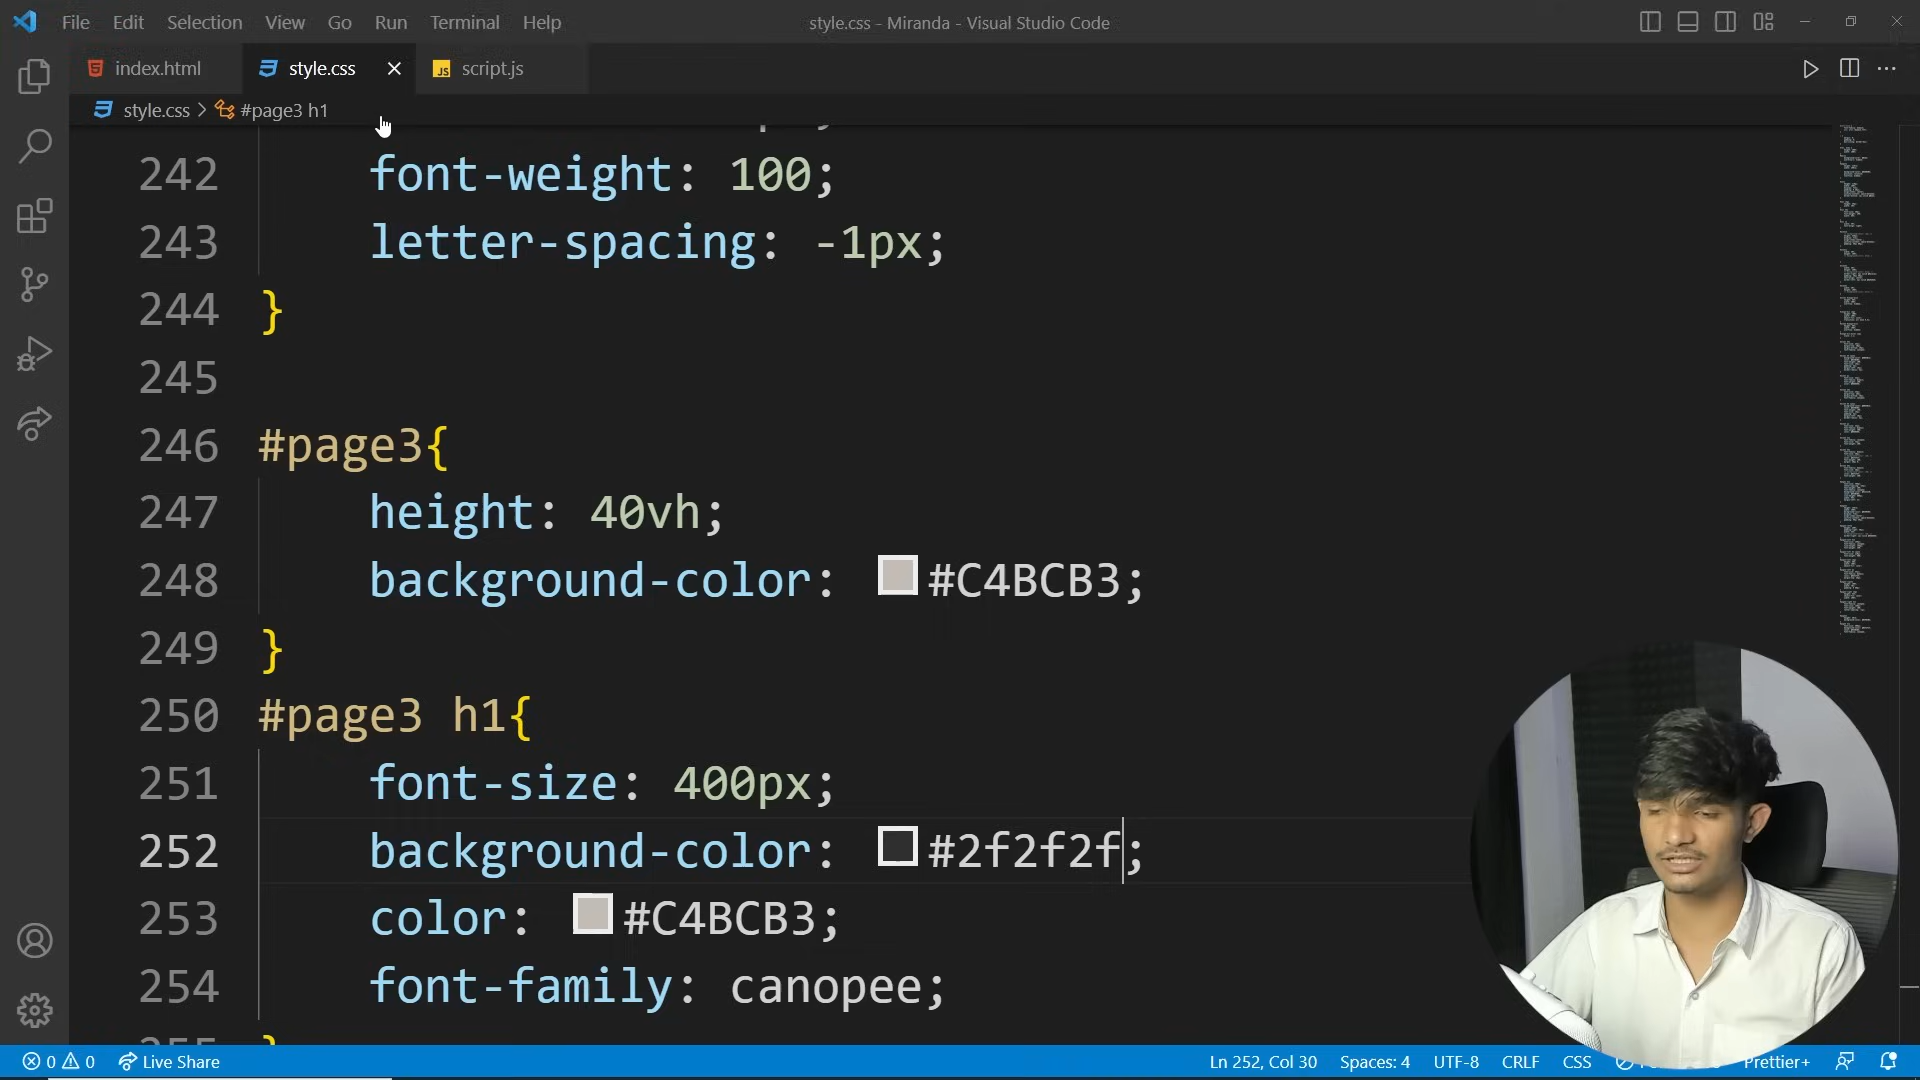 File Edit Selection View Go Run Terminal Help
style.css - Miranda - Visual Studio Code
index.html
style.css
JS script.js
style.css > #page3 h1
242 font-weight: 100;
243 letter-spacing: -1px;
244 }
245
246 #page3{
247 height: 40vh;
248 background-color: #C4BCB3;
249 }
250 #page3 h1{
251 font-size: 400px;
252 background-color: #2f2f2f;
253 color: #C4BCB3;
254 font-family: canopee;
0 0 Live Share
Ln 252, Col 30 Spaces: 4 UTF-8 CRLF CSS Prettier+